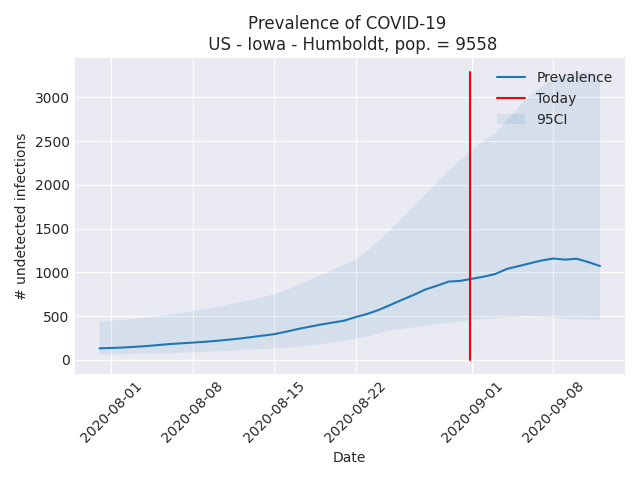 Prevalence of COVID-19
US - Iowa - Humboldt, pop. = 9558
Prevalence
Today
95CI
# undetected infections
3000
2500
2000
1500
1000
500
0
2020-08-01
2020-08-08
2020-08-15
2020-08-22
2020-09-01
2020-09-08
Date